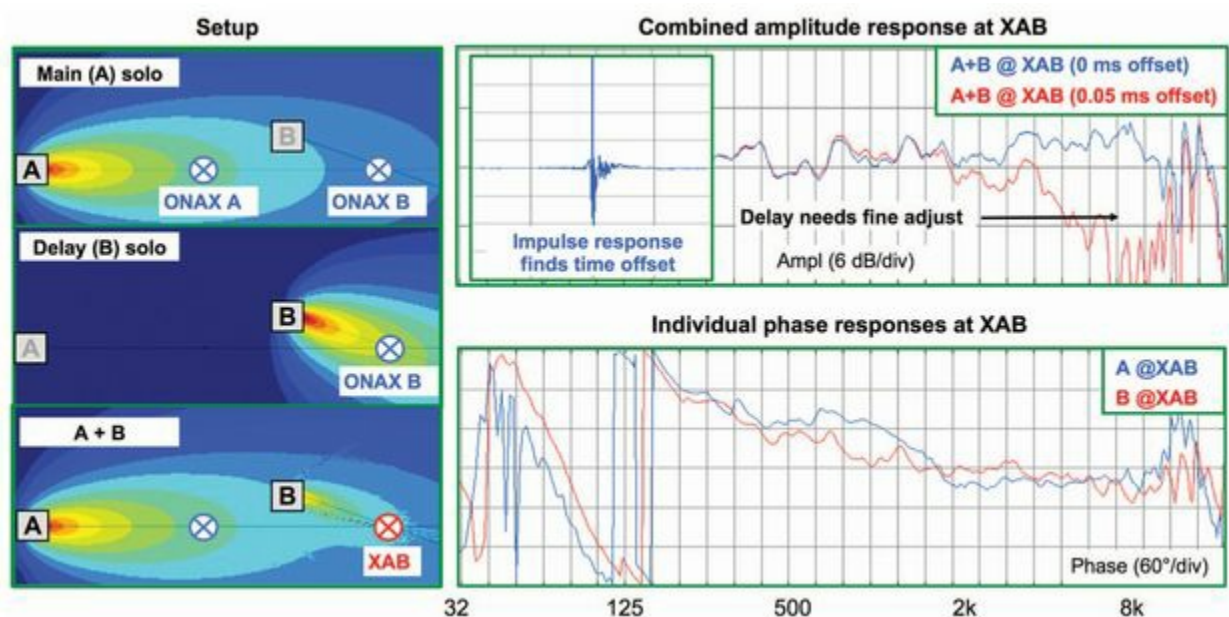 Setup
Main (A) solo
B
A
ONAX A
ONAX B
Delay (B) solo
B
A
ONAX B
A + B
B
A
XAB
Combined amplitude response at XAB
A+B @ XAB (0 ms offset)
A+B @ XAB (0.05 ms offset)
Impulse response
finds time offset
Delay needs fine adjust
Ampl (6 dB/div)
Individual phase responses at XAB
A @XAB
B @XAB
Phase (60°/div)
32 125 500 2k 8k